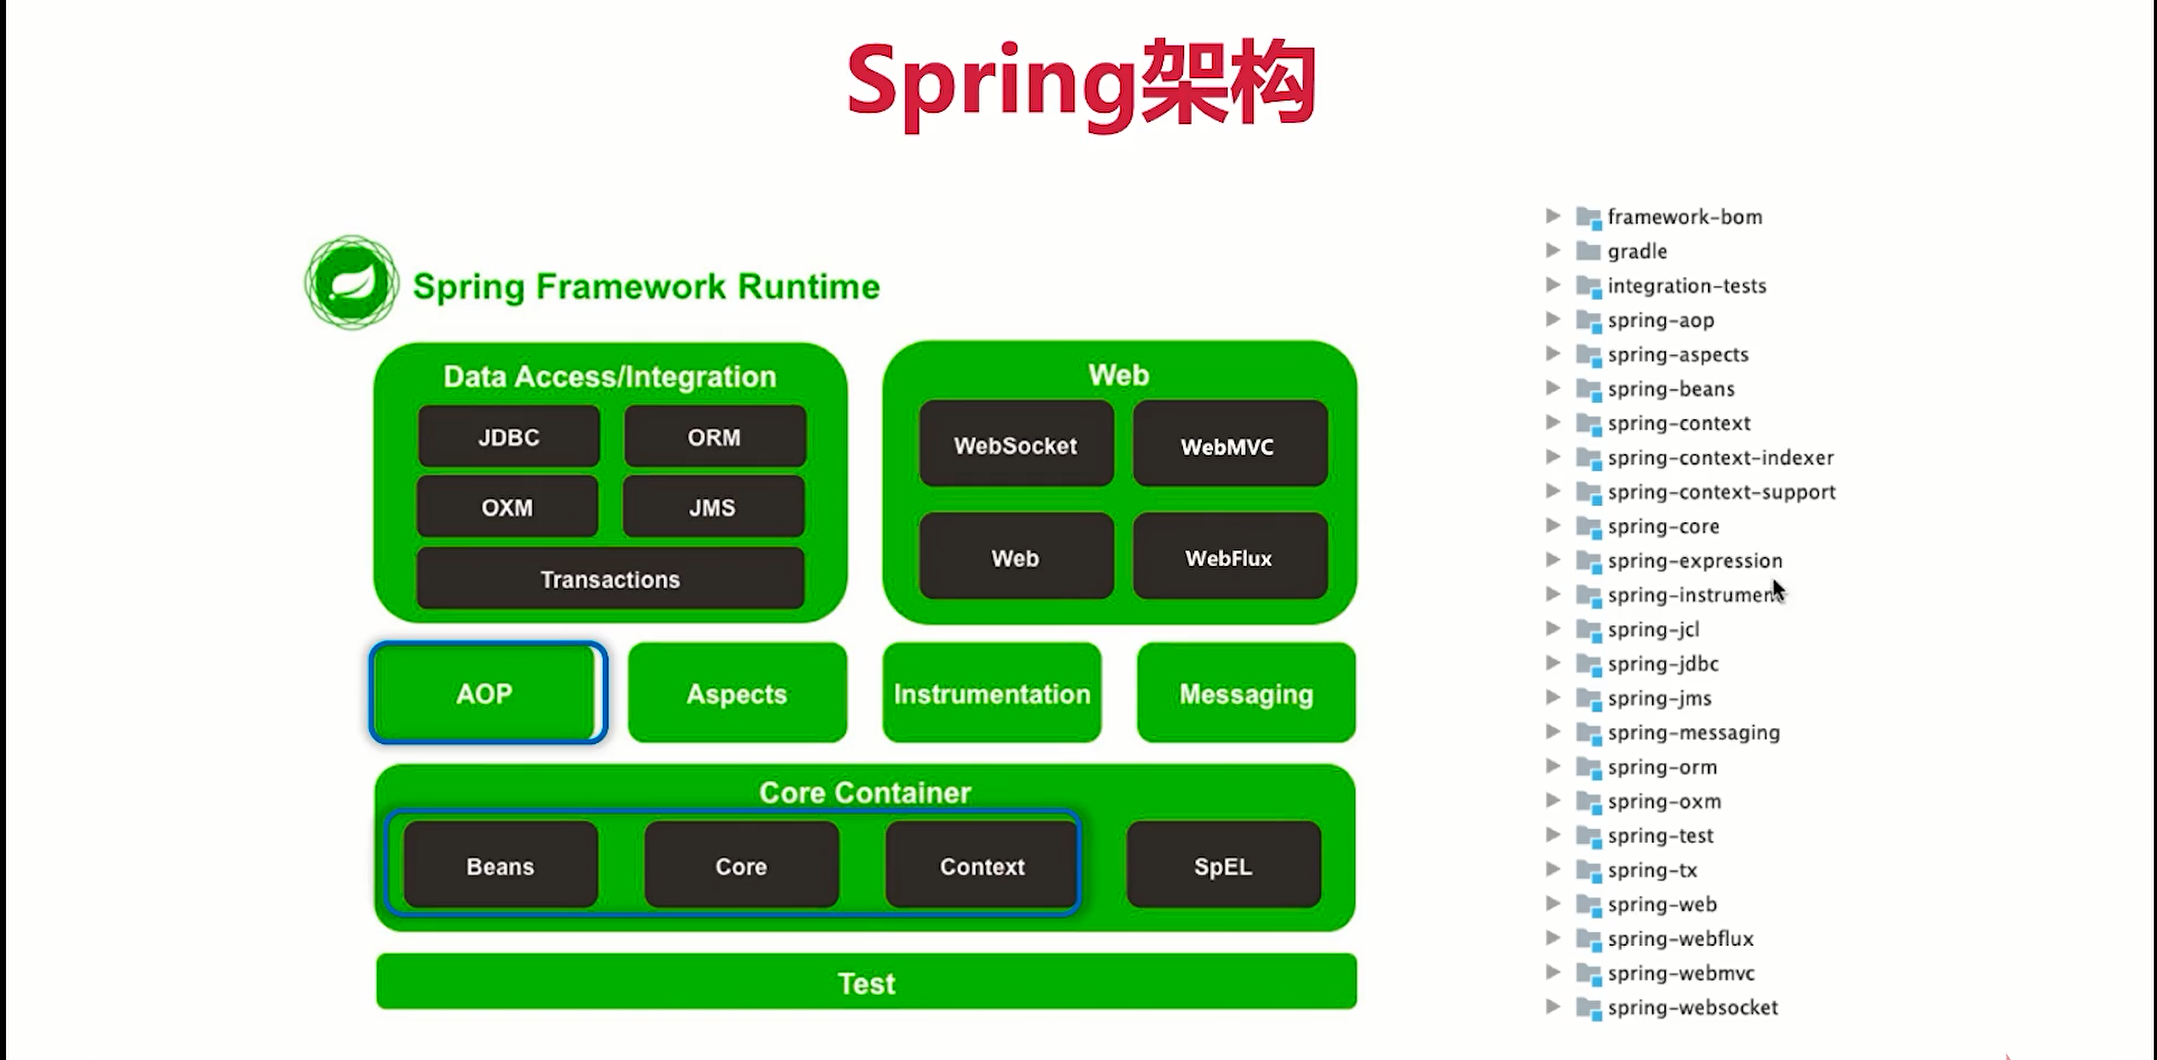 Spring架构
Spring Framework Runtime
Data Access/Integration
JDBC
ORM
OXM
JMS
Transactions
Web
WebSocket
WebMVC
Web
WebFlux
AOP
Aspects
Instrumentation
Messaging
Core Container
Beans
Core
Context
SpEL
Test
framework-bom
gradle
integration-tests
spring-aop
spring-aspects
spring-beans
spring-context
spring-context-indexer
spring-context-support
spring-core
spring-expression
spring-instrument
spring-jcl
spring-jdbc
spring-jms
spring-messaging
spring-orm
spring-oxm
spring-test
spring-tx
spring-web
spring-webflux
spring-webmvc
spring-websocket